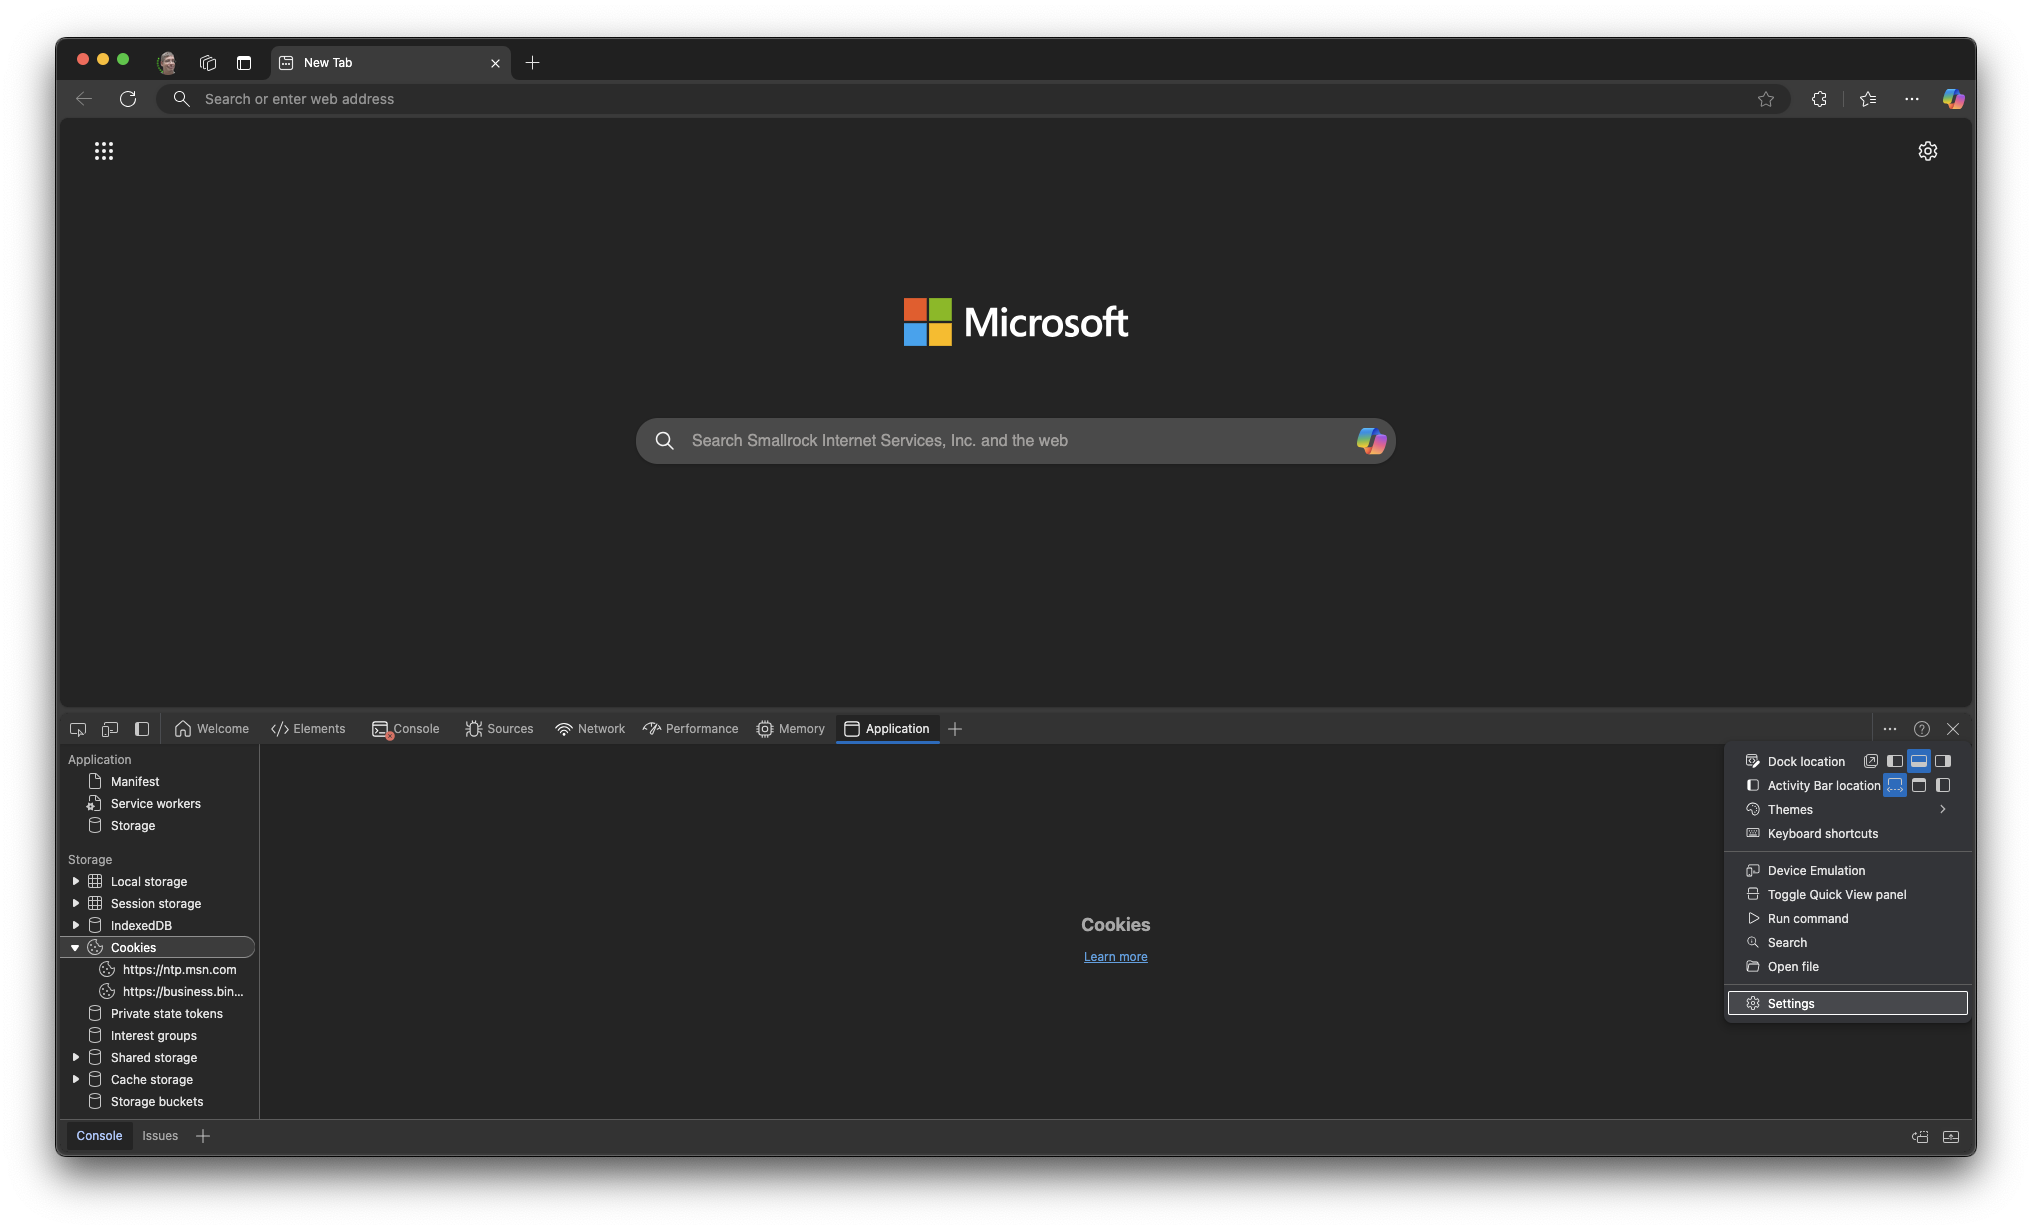 New Tab
Search or enter web address
Microsoft
Search Smallrock Internet Services, Inc. and the web
Welcome
Elements
Console
Sources
Network
Performance
Memory
Application
Application
Manifest
Service workers
Storage
Storage
Local storage
Session storage
IndexedDB
Cookies
https://ntp.msn.com
https://business.bin...
Private state tokens
Interest groups
Shared storage
Cache storage
Storage buckets
Cookies
Learn more
Dock location
Activity Bar location
Themes
Keyboard shortcuts
Device Emulation
Toggle Quick View panel
Run command
Search
Open file
Settings
Console
Issues